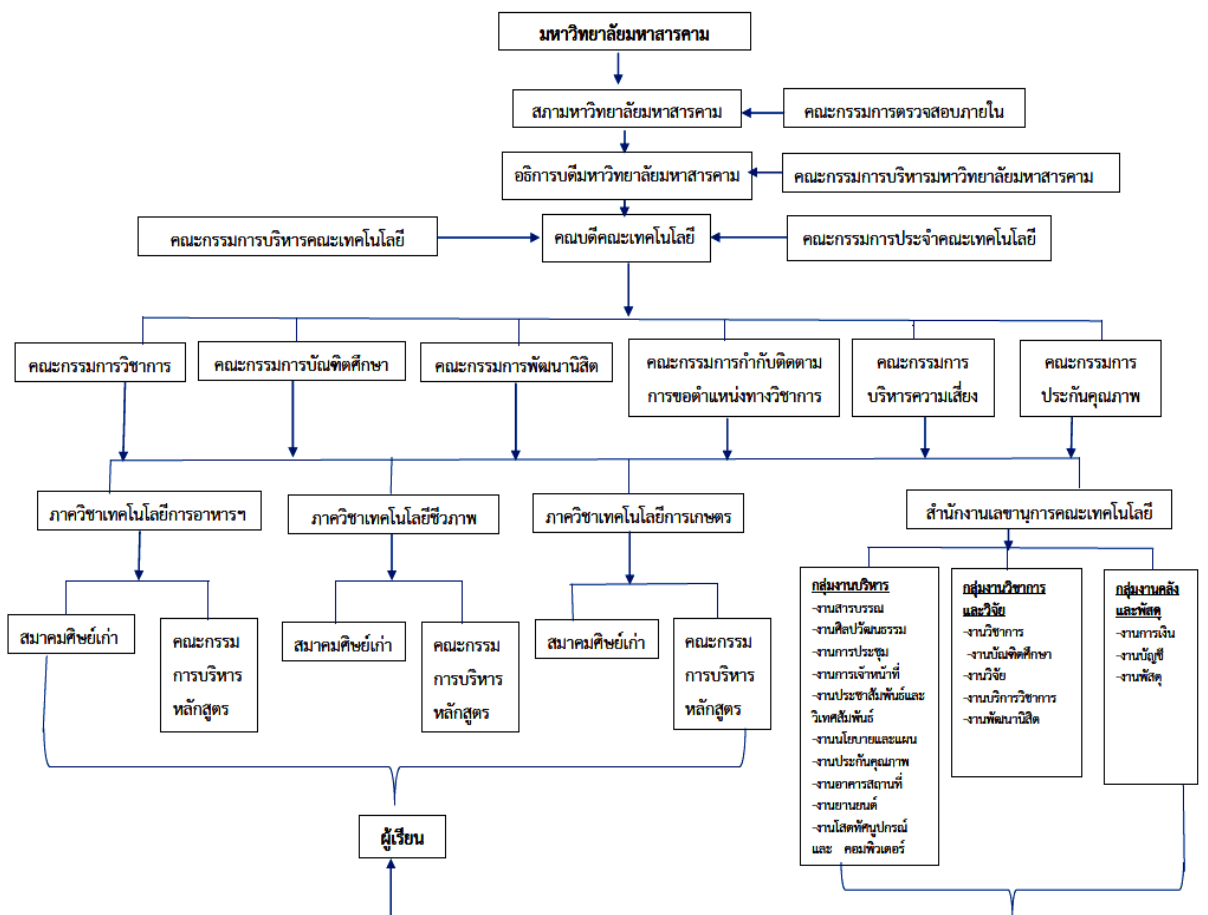 มหาวิทยาลัยมหาสารคาม
สภามหาวิทยาลัยมหาสารคาม
คณะกรรมการตรวจสอบภายใน
อธิการบดีมหาวิทยาลัยมหาสารคาม
คณะกรรมการบริหารมหาวิทยาลัยมหาสารคาม
คณะกรรมการบริหารคณะเทคโนโลยี
คณบดีคณะเทคโนโลยี
คณะกรรมการประจำคณะเทคโนโลยี
คณะกรรมการวิชาการ
คณะกรรมการบัณฑิตศึกษา
คณะกรรมการพัฒนานิสิต
คณะกรรมการกำกับติดตาม
การขอตำแหน่งทางวิชาการ
คณะกรรมการ
บริหารความเสี่ยง
คณะกรรมการ
ประกันคุณภาพ
ภาควิชาเทคโนโลยีการอาหารฯ
ภาควิชาเทคโนโลยีชีวภาพ
ภาควิชาเทคโนโลยีการเกษตร
สำนักงานเลขานุการคณะเทคโนโลยี
สมาคมศิษย์เก่า
คณะกรรม
การบริหาร
หลักสูตร
สมาคมศิษย์เก่า
คณะกรรม
การบริหาร
หลักสูตร
สมาคมศิษย์เก่า
คณะกรรม
การบริหาร
หลักสูตร
กลุ่มงานบริหาร
-งานสารบรรณ
-งานศิลปวัฒนธรรม
-งานการประชุม
-งานการเจ้าหน้าที่
-งานประชาสัมพันธ์และ
วิเทศสัมพันธ์
-งานนโยบายและแผน
-งานประกันคุณภาพ
-งานอาคารสถานที่
-งานยานยนต์
-งานโสตทัศนูปกรณ์
และ คอมพิวเตอร์
กลุ่มงานวิชาการ
และวิจัย
-งานวิชาการ
-งานบัณฑิตศึกษา
-งานวิจัย
-งานบริการวิชาการ
-งานพัฒนานิสิต
กลุ่มงานคลัง
และพัสดุ
-งานการเงิน
-งานบัญชี
-งานพัสดุ
ผู้เรียน